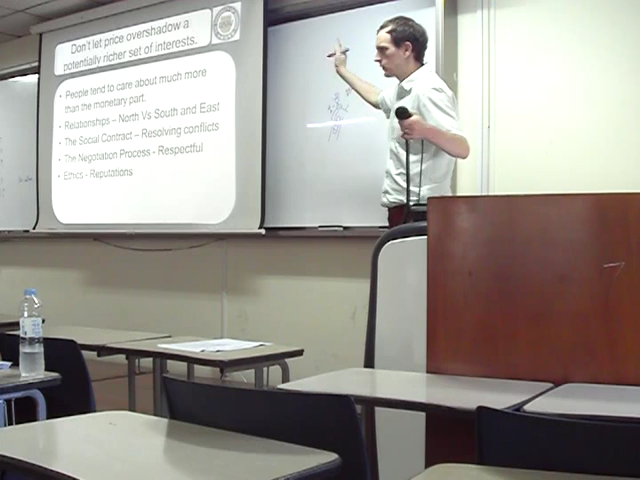 Don't let price overshadow a
potentially richer set of interests.
• People tend to care about much more
than the monetary part.
• Relationships – North Vs South and East
• The Social Contract – Resolving conflicts
• The Negotiation Process - Respectful
• Ethics - Reputations